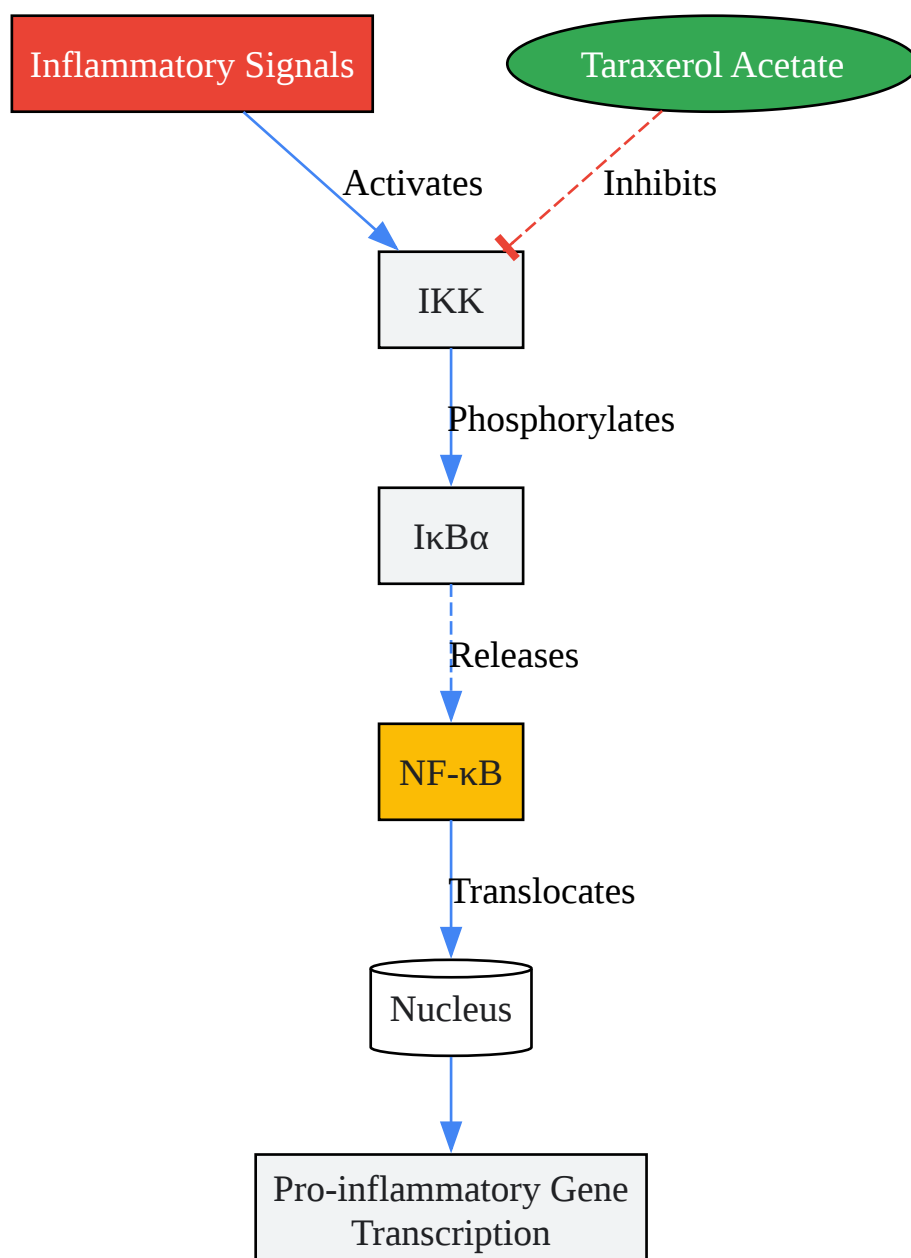 Inflammatory Signals
Taraxerol Acetate
Activates
Inhibits
IKK
Phosphorylates
IκBα
Releases
NF-κB
Translocates
Nucleus
Pro-inflammatory Gene
Transcription